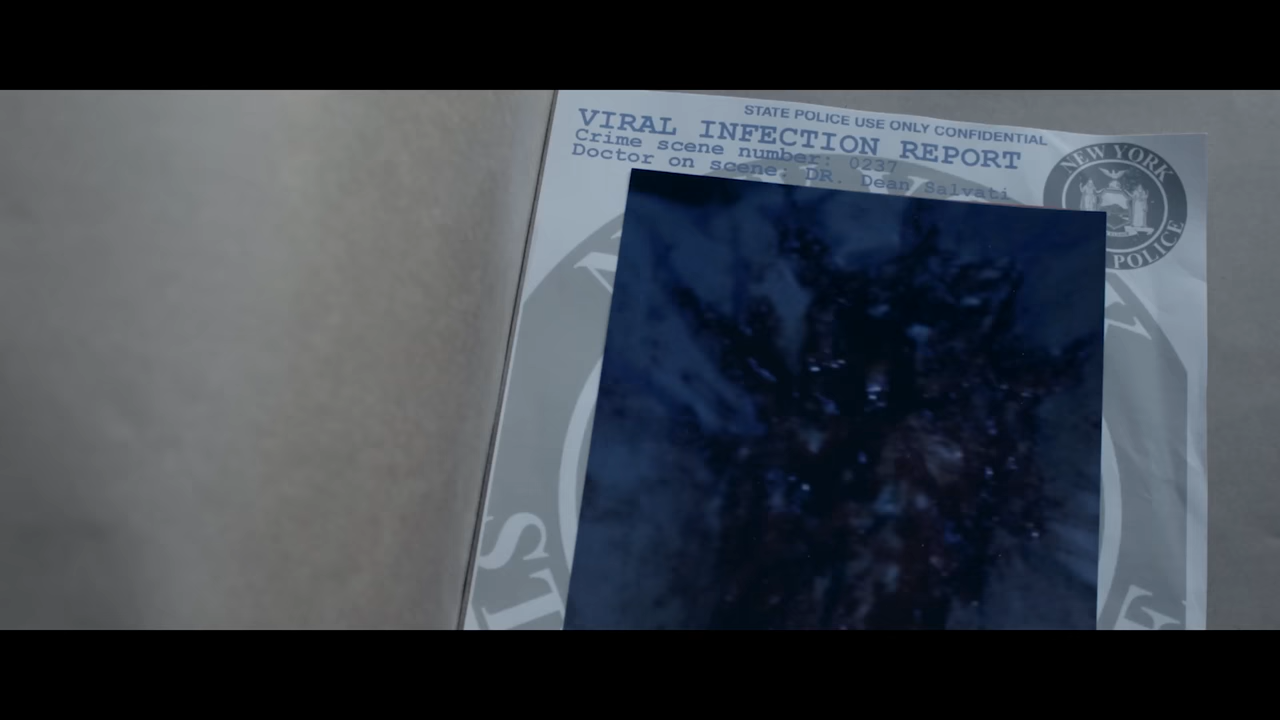 STATE POLICE USE ONLY CONFIDENTIAL
VIRAL INFECTION REPORT
Crime scene number: 0237
Doctor on scene: DR. Dean Salvati
NEW YORK
POLICE